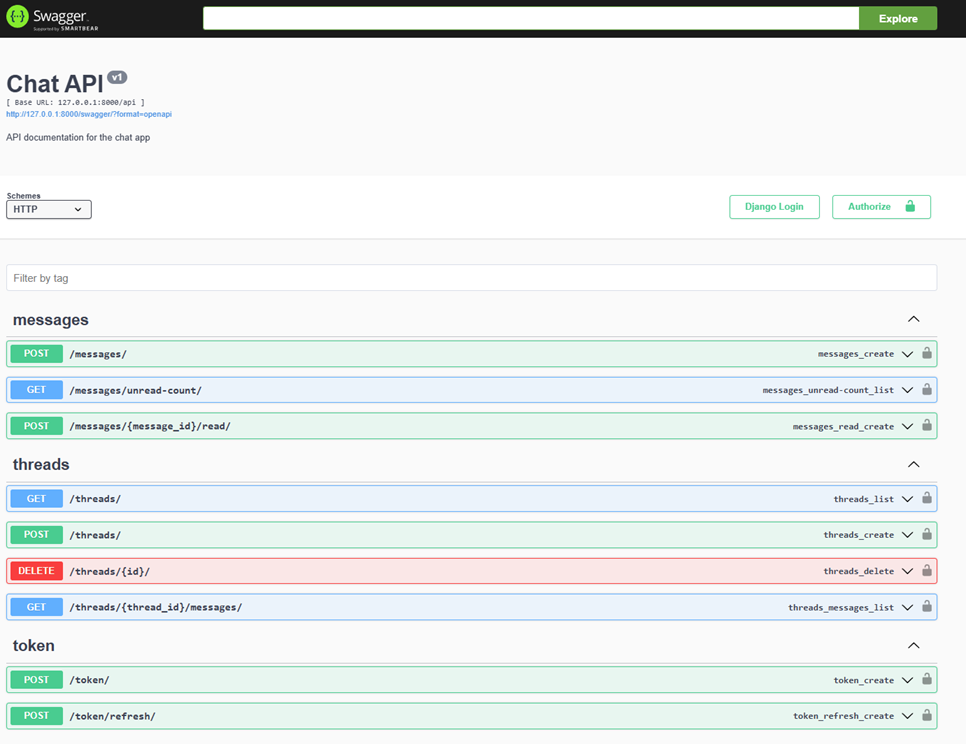 Swagger
Supported by SMARTBEAR
Explore
Chat API v1
[ Base URL: 127.0.0.1:8000/api ]
http://127.0.0.1:8000/swagger/?format=openapi
API documentation for the chat app
Schemes
HTTP
Django Login
Authorize
Filter by tag
messages
POST /messages/ messages_create
GET /messages/unread-count/ messages_unread-count_list
POST /messages/{message_id}/read/ messages_read_create
threads
GET /threads/ threads_list
POST /threads/ threads_create
DELETE /threads/{id}/ threads_delete
GET /threads/{thread_id}/messages/ threads_messages_list
token
POST /token/ token_create
POST /token/refresh/ token_refresh_create